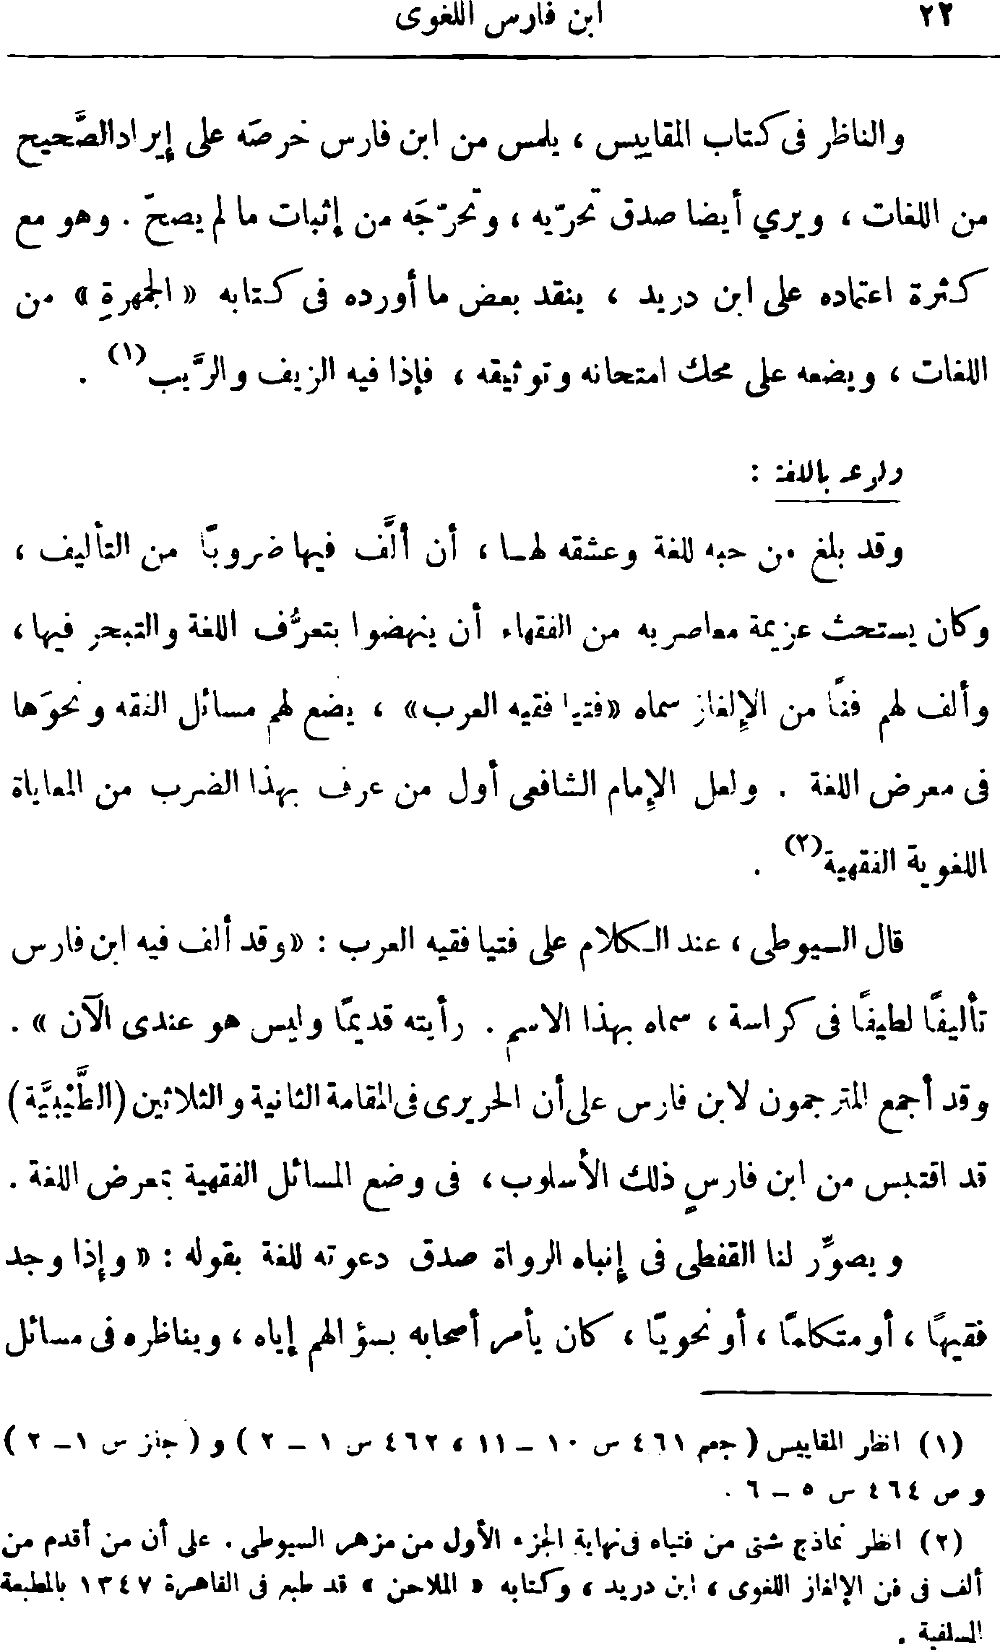 ٢٢ ابن فارس اللغوى
والناظر فى كتاب المقاييس ، يلمس من ابن فارس حرصَه على إيراد الصَّحيح
من اللغات ، ويري أيضا صدق تحرّيه ، وتحرّجَه من إثبات ما لم يصحّ . وهو مع
كثرة اعتماده على ابن دريد ، ينقد بعض ما أورده فى كتابه « الجمهرةِ » من
اللغات ، ويضعه على محك امتحانه وتوثيقه ، فإذا فيه الزيف والرَّيب(١) .
ولوعه باللغة :
وقد بلغ من حبه للغة وعشقه لهـا ، أن ألَّف فيها ضروبًا من التأليف ،
وكان يستحث عزيمة معاصريه من الفقهاء أن ينهضوا بتعرُّف اللغة والتبحر فيها،
وألف لهم فنًّا من الإِلغاز سماه «فتيا فقيه العرب» ، يضع لهم مسائل الفقه ونحوَها
فى معرض اللغة . ولعل الإِمام الشافعى أول من عرف بهذا الضرب من المعاياة
اللغوية الفقهية(٢) .
قال السيوطى ، عند الـكلام على فتيا فقيه العرب : «وقد ألف فيه ابن فارس
تأليفًا لطيفًا فى كراسة ، سماه بهذا الاسم . رأيته قديمًا وليس هو عندى الآن » .
وقد أجمع المترجمون لابن فارس على أن الحريرى فى المقامة الثانية والثلاثين (الطَّيْبِيَّة)
قد اقتبس من ابن فارسٍ ذلك الأسلوب ، فى وضع المسائل الفقهية بمعرض اللغة .
ويصوِّر لنا القفطى فى إنباه الرواة صدق دعوته للغة بقوله : « وإذا وجد
فقيهًا ، أو متكلمًا ، أو نحويًا ، كان يأمر أصحابه بسؤالهم إياه ، ويناظره فى مسائل
(١) انظر المقاييس ( جمم ٤٦١ س ١٠ – ١١ ، ٤٦٢ س ١ – ٢ ) و ( جلز س ١– ٢ )
و ص ٤٦٤ س ٥ – ٦ .
(٢) انظر نماذج شتى من فتياه فى نهاية الجزء الأول من مزهر السيوطى . على أن من أقدم من
ألف فى فن الإلغاز اللغوى ، ابن دريد ، وكتابه « الملاحن » قد طبع فى القاهرة ١٣٤٧ بالمطبعة
السلفية .